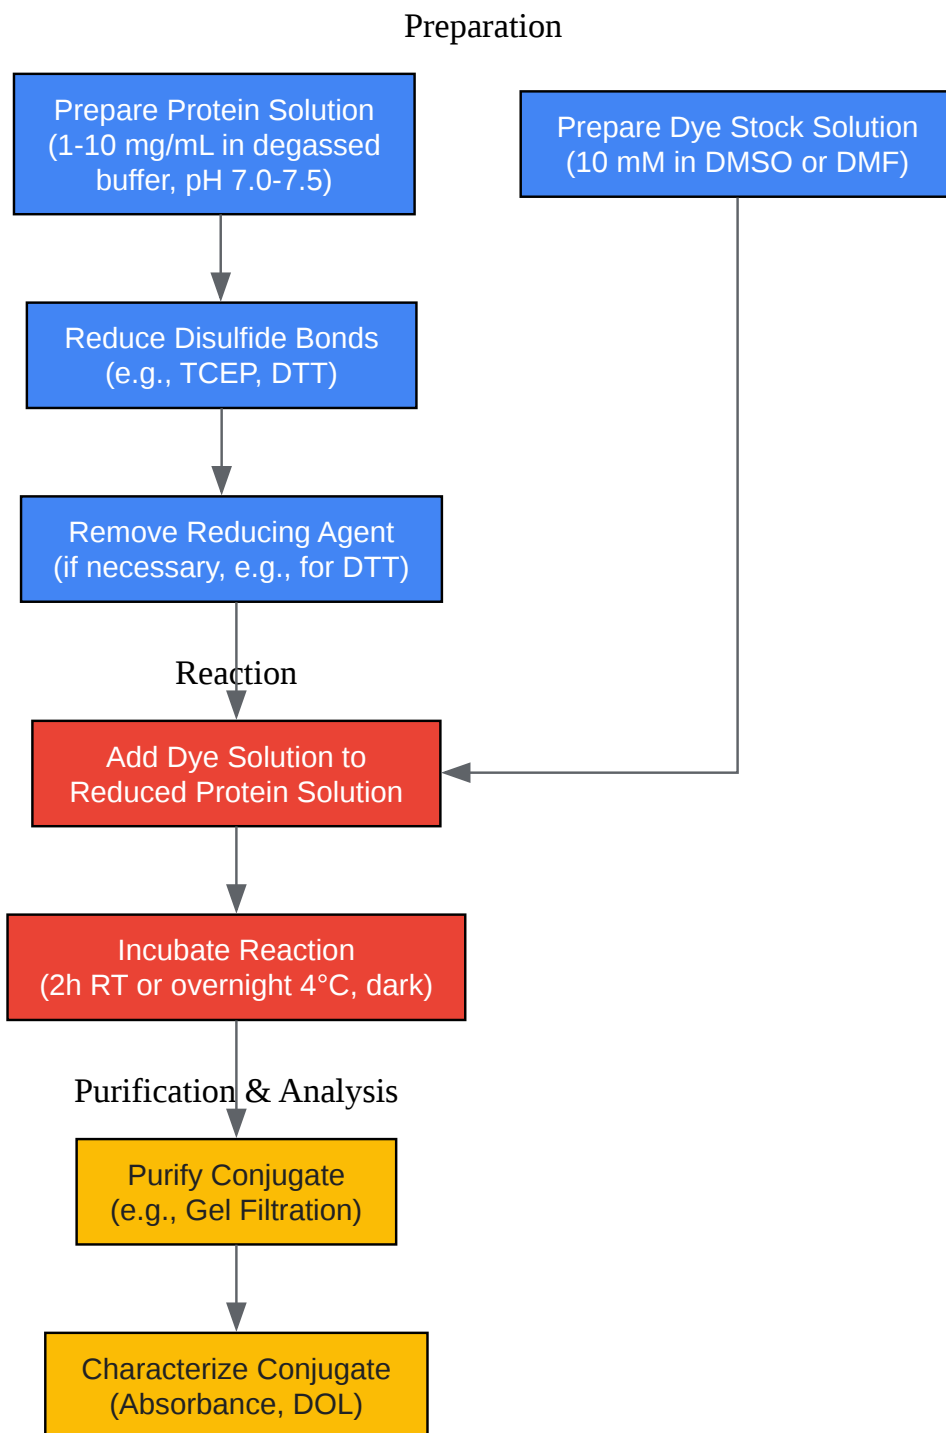 Preparation
Prepare Protein Solution
(1-10 mg/mL in degassed
buffer, pH 7.0-7.5)
Prepare Dye Stock Solution
(10 mM in DMSO or DMF)
Reduce Disulfide Bonds
(e.g., TCEP, DTT)
Remove Reducing Agent
(if necessary, e.g., for DTT)
Reaction
Add Dye Solution to
Reduced Protein Solution
Incubate Reaction
(2h RT or overnight 4°C, dark)
Purification & Analysis
Purify Conjugate
(e.g., Gel Filtration)
Characterize Conjugate
(Absorbance, DOL)